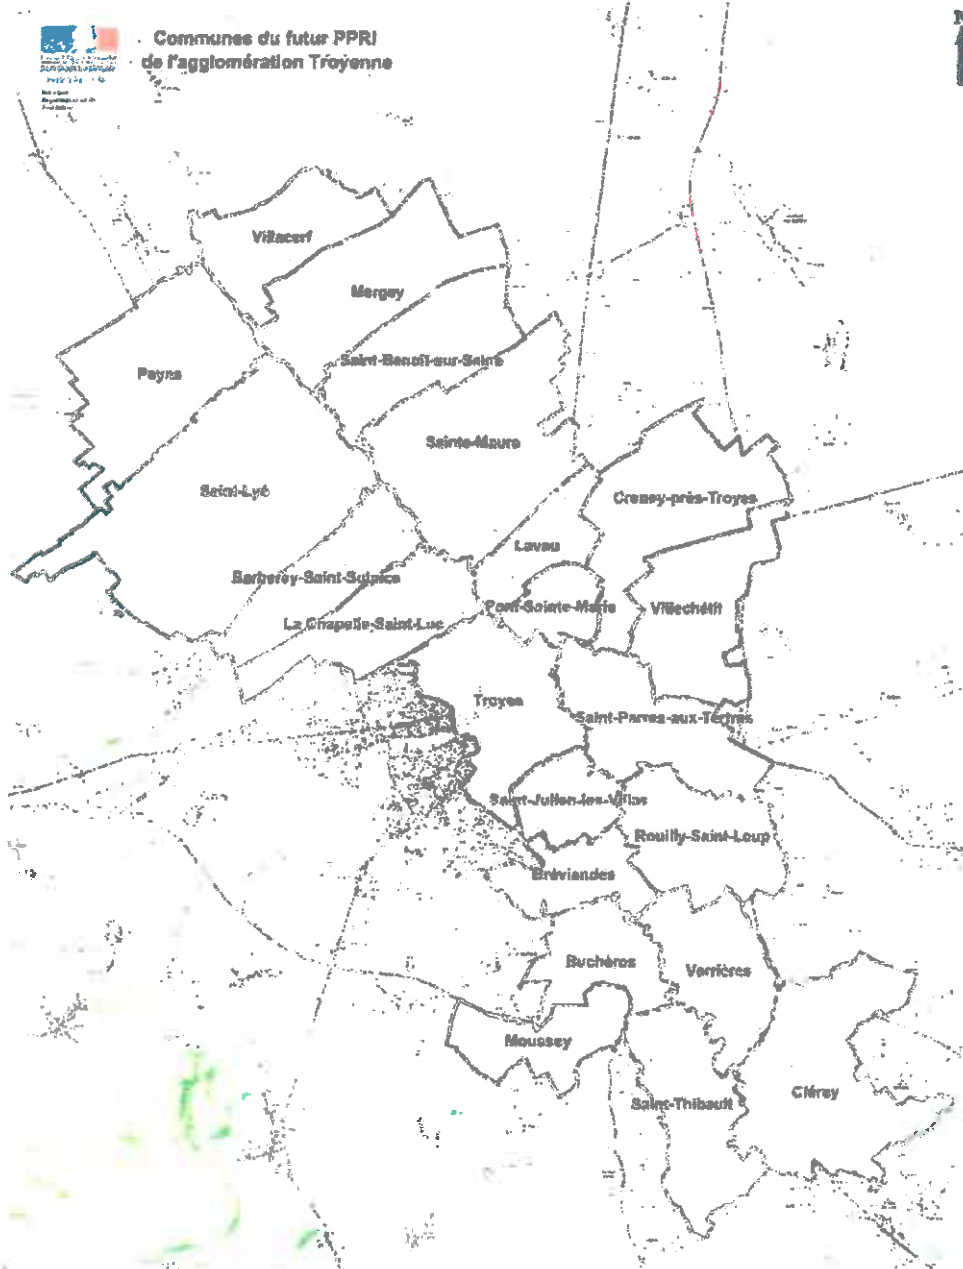 Communes du futur PPRI
de l'agglomération Troyenne
Villacerf
Mergey
Saint-Benoît-sur-Seine
Payns
Sainte-Maure
Saint-Lyé
Creney-près-Troyes
Lavau
Barberey-Saint-Sulpice
Pont-Sainte-Marie
Villechétif
La Chapelle-Saint-Luc
Troyes
Saint-Parres-aux-Tertres
Saint-Julien-les-Villas
Rouilly-Saint-Loup
Bréviandes
Buchères
Verrières
Moussey
Clérey
Saint-Thibault